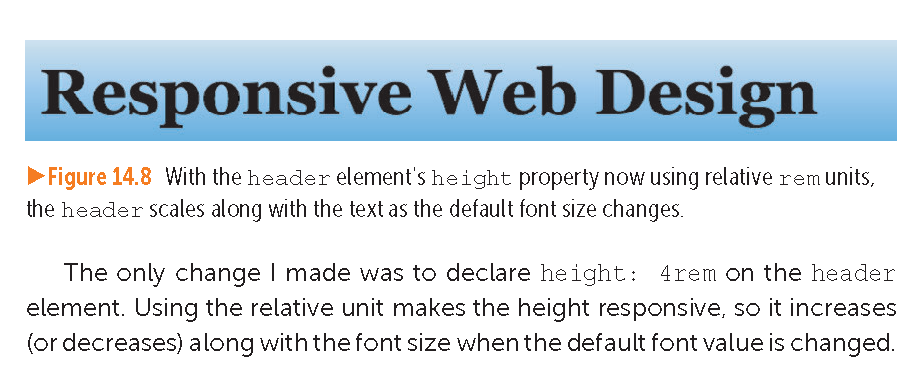 Responsive Web Design
▶Figure 14.8 With the header element's height property now using relative rem units,
the header scales along with the text as the default font size changes.
The only change I made was to declare height: 4rem on the header
element. Using the relative unit makes the height responsive, so it increases
(or decreases) along with the font size when the default font value is changed.